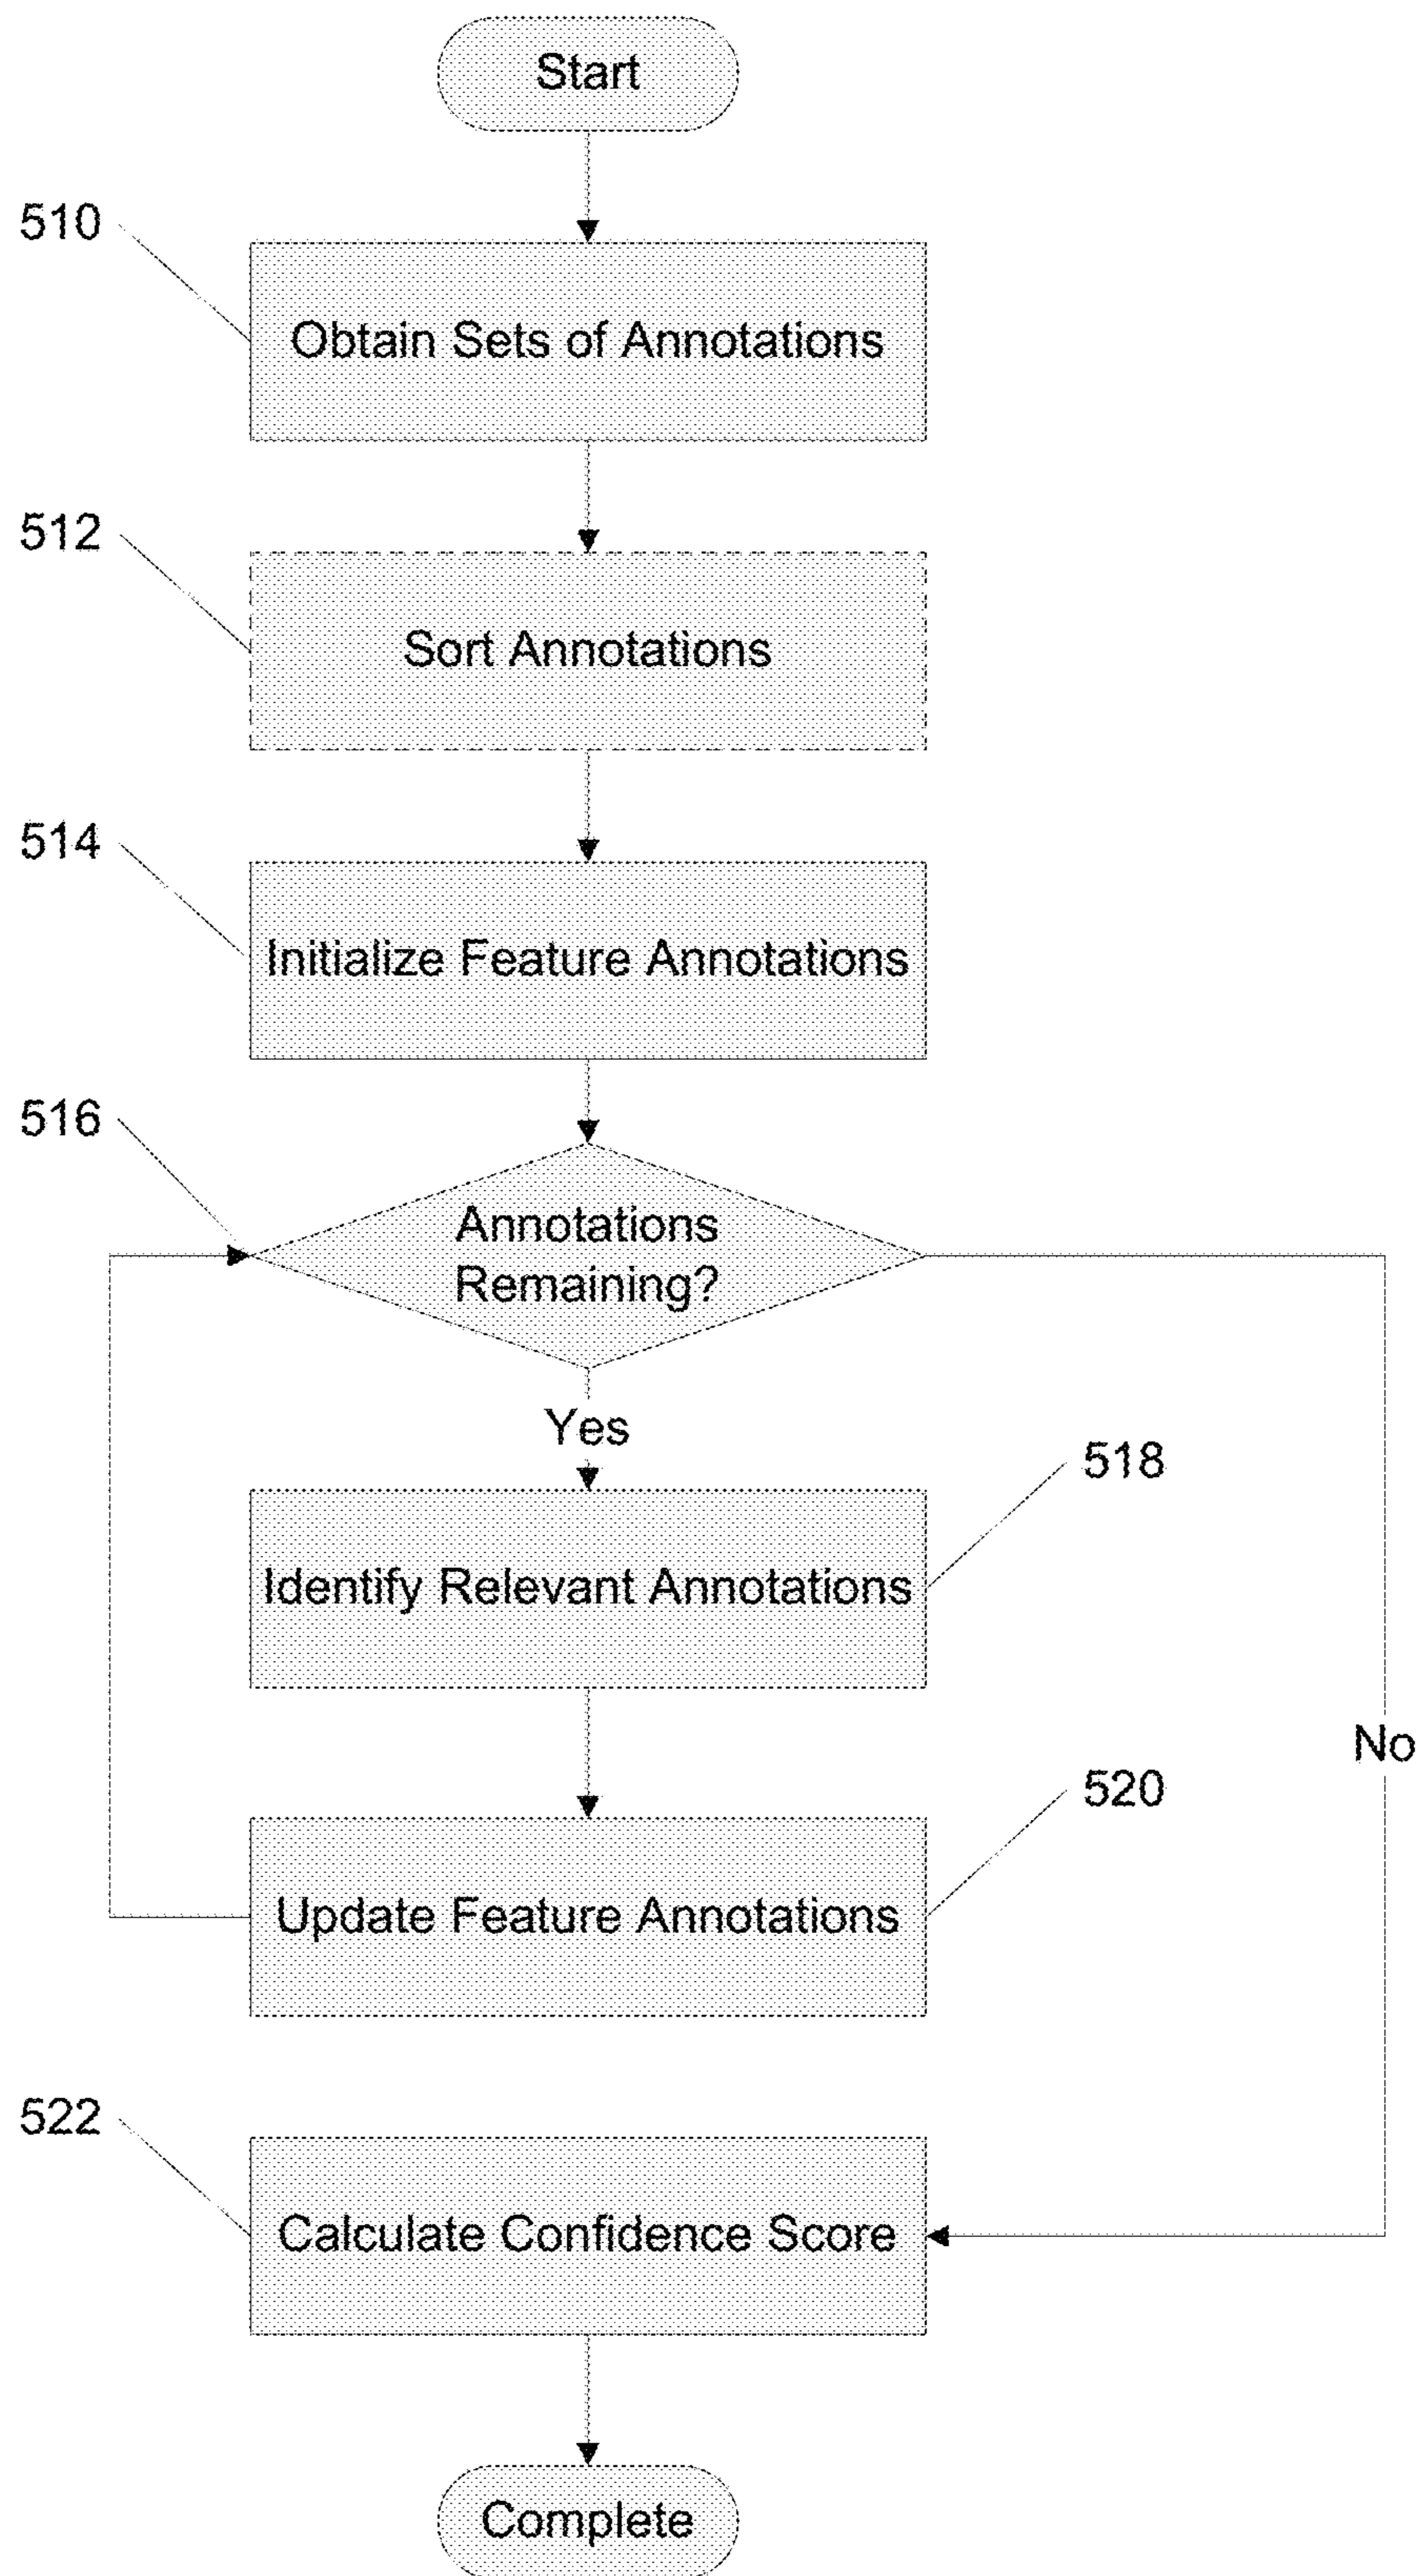 Start
510
Obtain Sets of Annotations
512
Sort Annotations
514
Initialize Feature Annotations
516
Annotations
Remaining?
Yes
518
Identify Relevant Annotations
No
520
Update Feature Annotations
522
Calculate Confidence Score
Complete